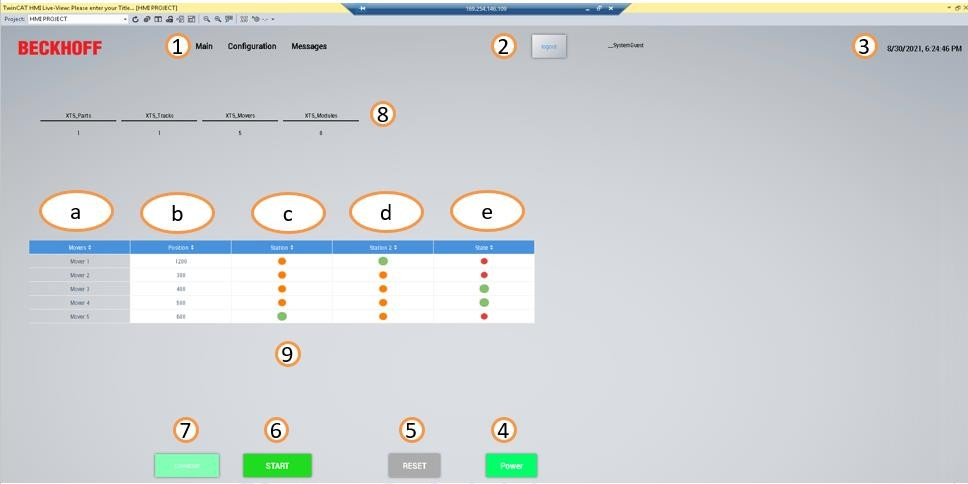 TwinCAT HMI Live-View: Please enter your Title... [HMI PROJECT]
169.254.146.109
Project: HMI PROJECT
BECKHOFF
1 Main Configuration Messages 2 logout __SystemGuest 3 8/30/2021, 6:24:46 PM
XTS_Parts XTS_Tracks XTS_Movers XTS_Modules 8
1 1 5 0
a b c d e
Movers Position Station Station 2 State
Mover 1 1200
Mover 2 300
Mover 3 400
Mover 4 500
Mover 5 600
9
7 6 5 4
START RESET Power